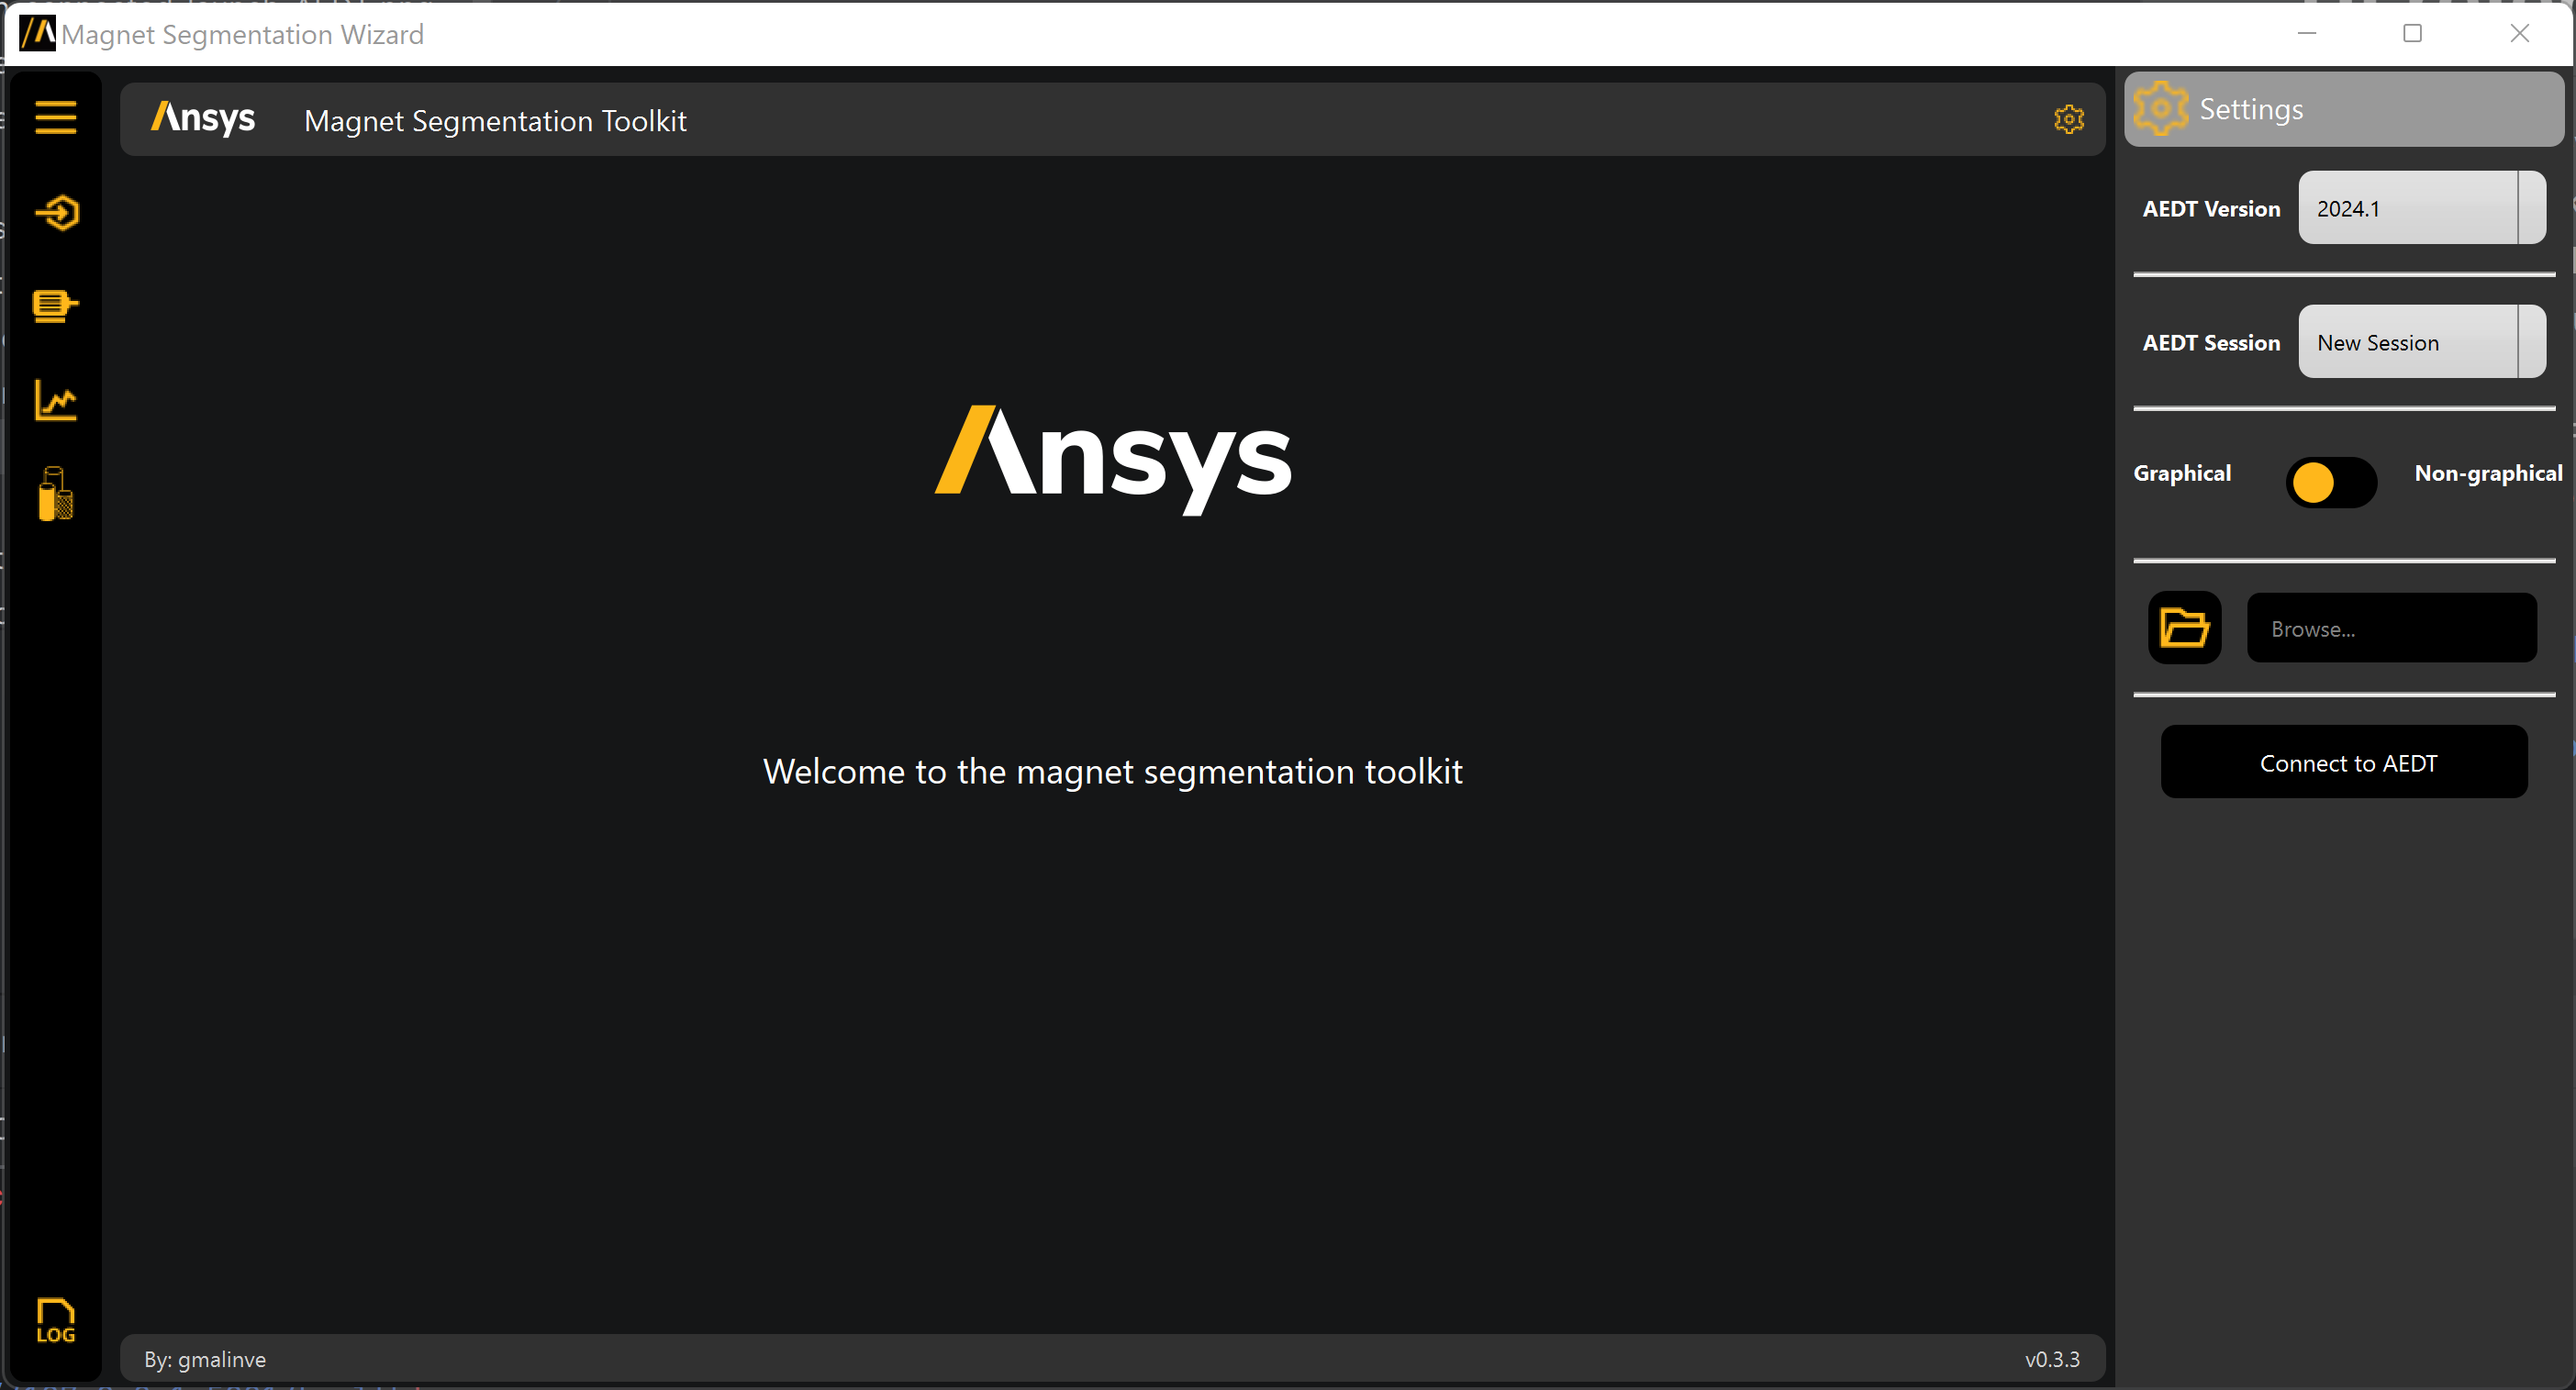 Magnet Segmentation Wizard
Ansys
Magnet Segmentation Toolkit
Settings
AEDT Version
2024.1
AEDT Session
New Session
Graphical
Non-graphical
Browse...
Connect to AEDT
Ansys
Welcome to the magnet segmentation toolkit
LOG
By: gmalinve
v0.3.3